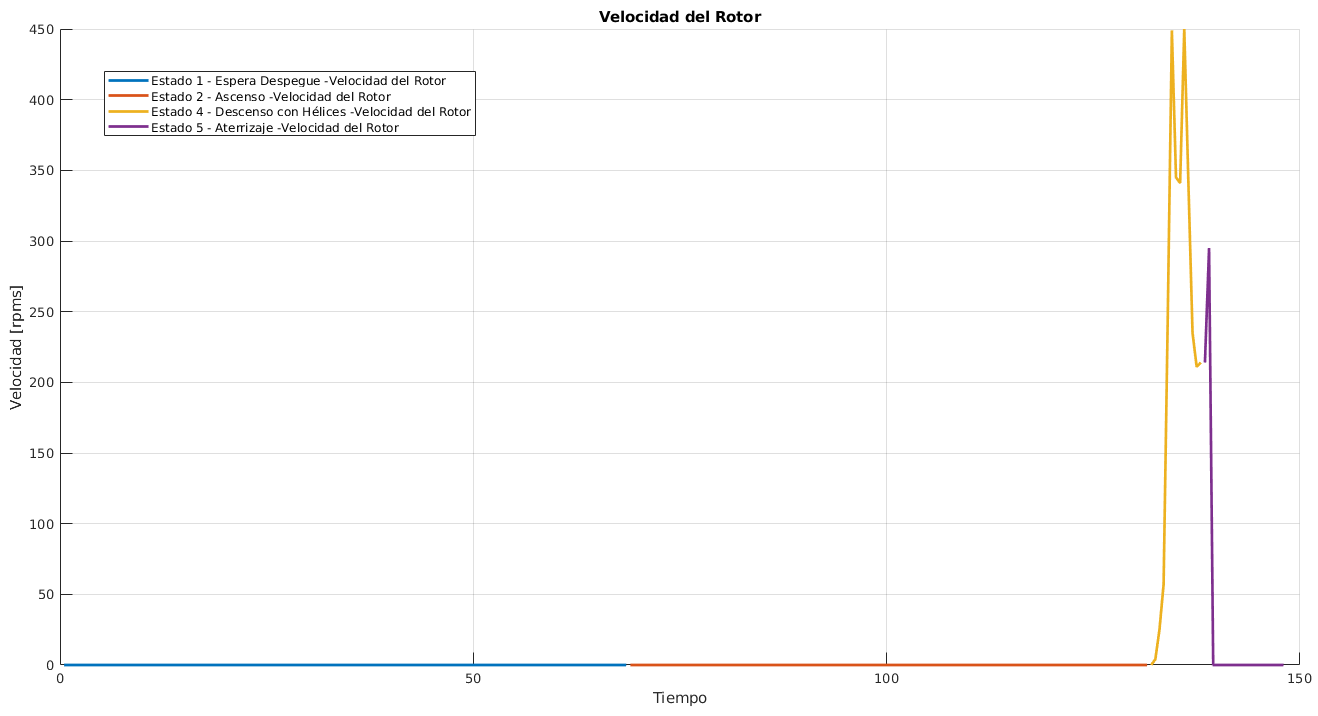 Velocidad del Rotor
450
400
350
300
250
200
150
100
50
0
Velocidad [rpms]
Estado 1 - Espera Despegue -Velocidad del Rotor
Estado 2 - Ascenso -Velocidad del Rotor
Estado 4 - Descenso con Hélices -Velocidad del Rotor
Estado 5 - Aterrizaje -Velocidad del Rotor
0
50
100
150
Tiempo